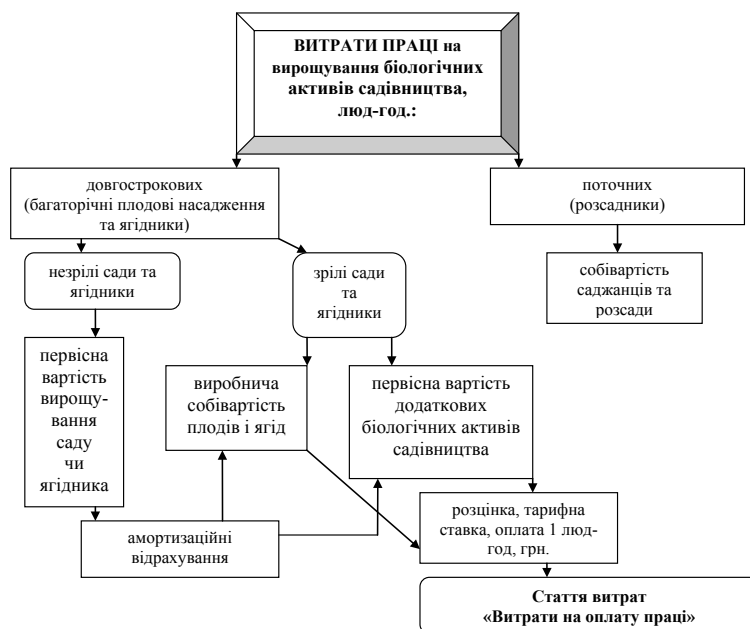 ВИТРАТИ ПРАЦІ на
вирощування біологічних
активів садівництва,
люд-год.:
довгострокових
(багаторічні плодові насадження
та ягідники)
поточних
(розсадники)
незрілі сади та
ягідники
зрілі сади
та
ягідники
собівартість
саджанців та
розсади
первісна
вартість
вирощу-
вання
саду
чи
ягідника
виробнича
собівартість
плодів і ягід
первісна вартість
додаткових
біологічних активів
садівництва
амортизаційні
відрахування
розцінка, тарифна
ставка, оплата 1 люд-
год, грн.
Стаття витрат
«Витрати на оплату праці»